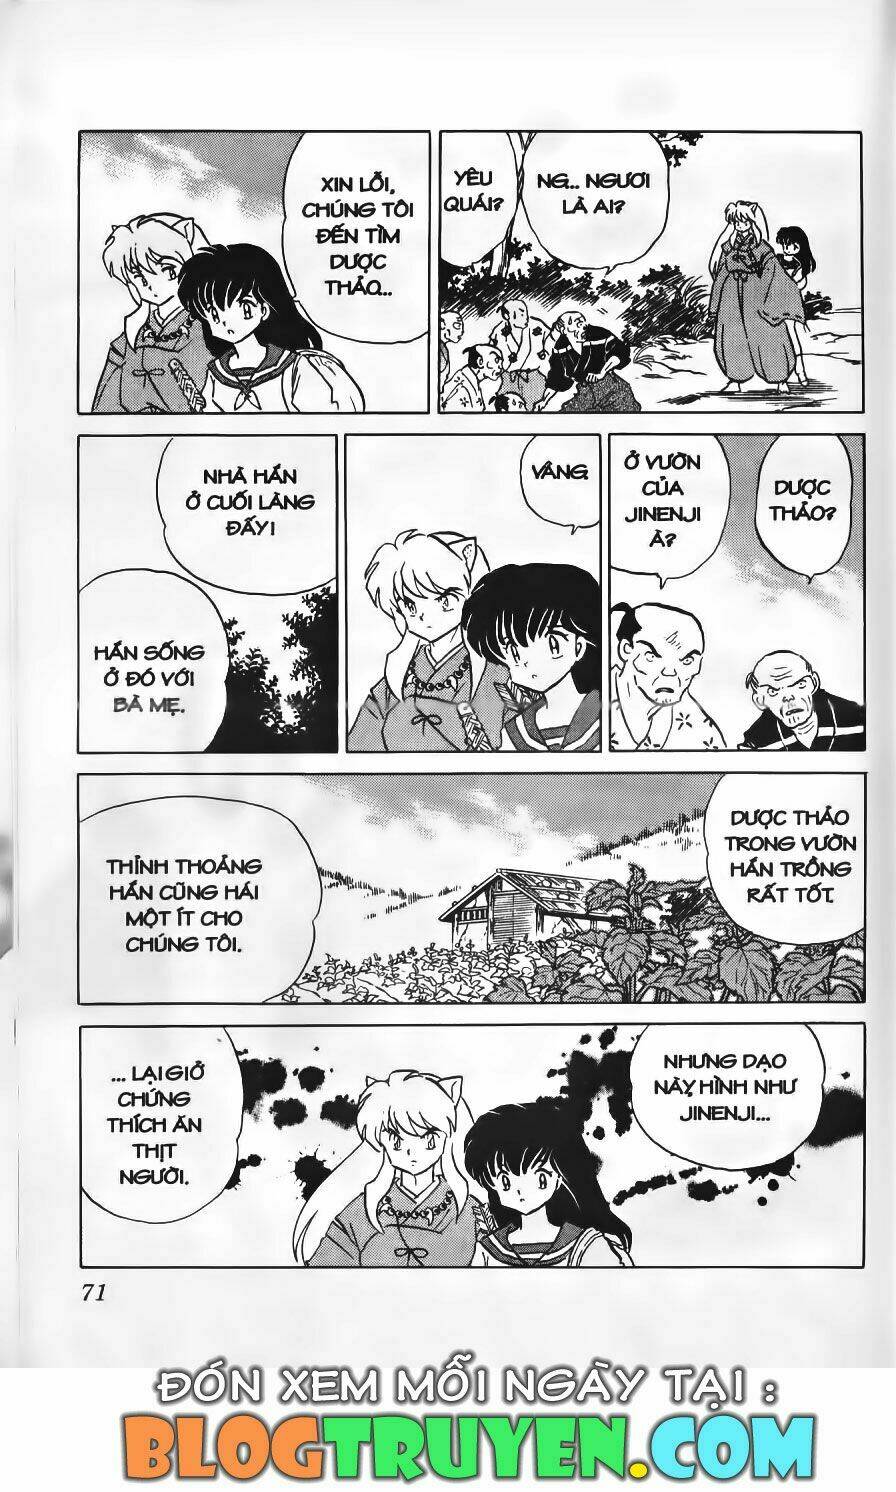 NG... NGƯƠI
LÀ AI?
YÊU
QUÁI?
XIN LỖI,
CHÚNG TÔI
ĐẾN TÌM
DƯỢC
THẢO...
DƯỢC
THẢO?
Ở VƯỜN
CỦA
JINENJI
À?
VÂNG.
NHÀ HẮN
Ở CUỐI LÀNG
ĐẤY!
HẮN SỐNG
Ở ĐÓ VỚI
BÀ MẸ.
DƯỢC THẢO
TRONG VƯỜN
HẮN TRỒNG
RẤT TỐT.
THỈNH THOẢNG
HẮN CŨNG HÁI
MỘT ÍT CHO
CHÚNG TÔI.
NHƯNG DẠO
NÀY, HÌNH NHƯ
JINENJI...
... LẠI GIỞ
CHỨNG
THÍCH ĂN
THỊT
NGƯỜI.
71
ĐÓN XEM MỖI NGÀY TẠI :
BLOGTRUYEN.COM